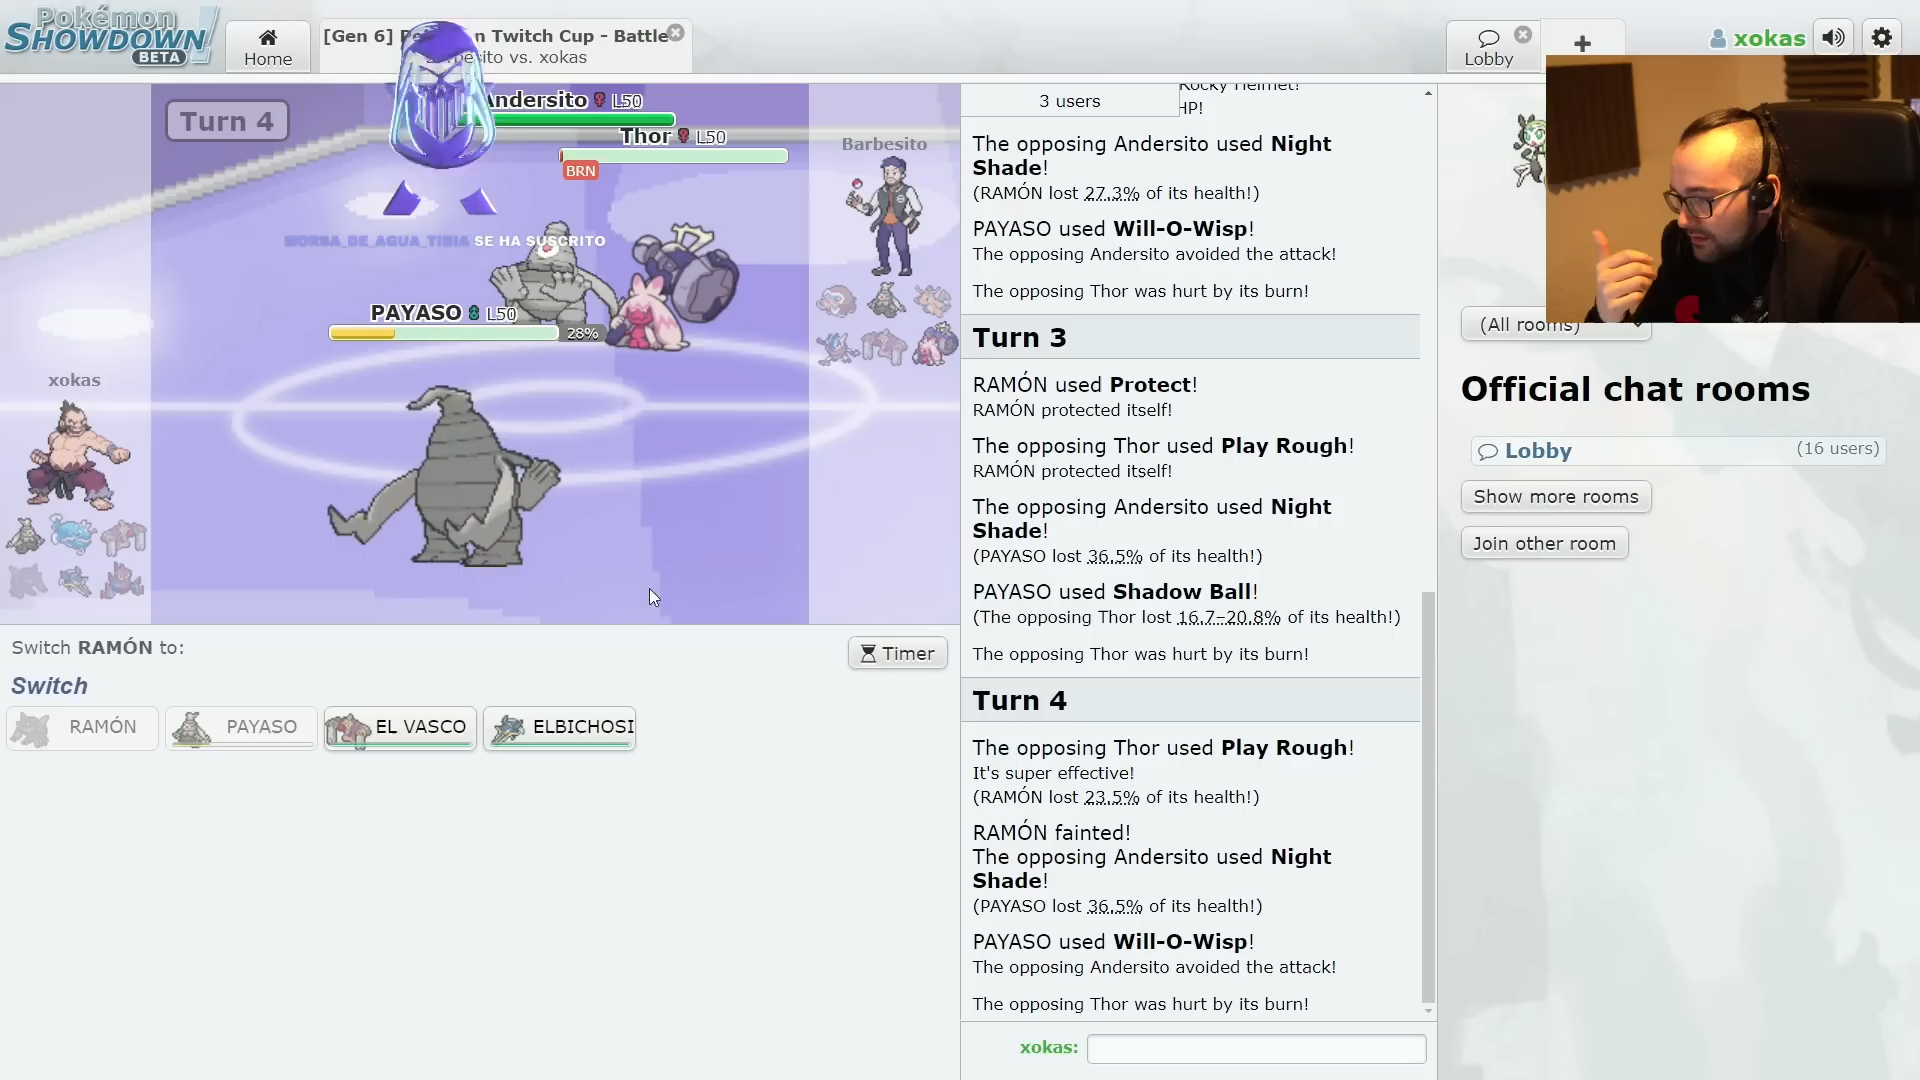 Pokémon
SHOWDOWN!
BETA
Home
[Gen 6] Po n Twitch Cup - Battle
esito vs. xokas
Lobby
xokas
Turn 4
Andersito L50
Thor L50
BRN
SE HA SUSCRITO
PAYASO L50
28%
Barbesito
xokas
Switch RAMÓN to:
Timer
Switch
RAMÓN
PAYASO
EL VASCO
ELBICHOSI
3 users
Rocky Helmet!
HP!
The opposing Andersito used Night
Shade!
(RAMÓN lost 27.3% of its health!)
PAYASO used Will-O-Wisp!
The opposing Andersito avoided the attack!
The opposing Thor was hurt by its burn!
Turn 3
RAMÓN used Protect!
RAMÓN protected itself!
The opposing Thor used Play Rough!
RAMÓN protected itself!
The opposing Andersito used Night
Shade!
(PAYASO lost 36.5% of its health!)
PAYASO used Shadow Ball!
(The opposing Thor lost 16.7–20.8% of its health!)
The opposing Thor was hurt by its burn!
Turn 4
The opposing Thor used Play Rough!
It's super effective!
(RAMÓN lost 23.5% of its health!)
RAMÓN fainted!
The opposing Andersito used Night
Shade!
(PAYASO lost 36.5% of its health!)
PAYASO used Will-O-Wisp!
The opposing Andersito avoided the attack!
The opposing Thor was hurt by its burn!
xokas:
(All rooms)
Official chat rooms
Lobby
(16 users)
Show more rooms
Join other room